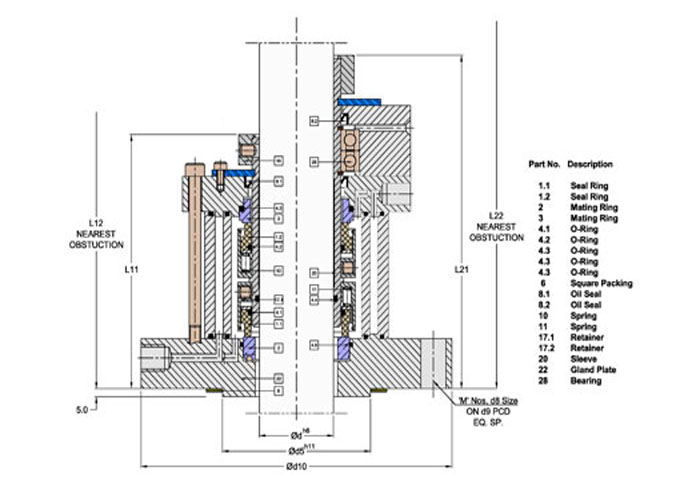 Part No. Description
1.1 Seal Ring
1.2 Seal Ring
2 Mating Ring
3 Mating Ring
4.1 O-Ring
4.2 O-Ring
4.3 O-Ring
4.3 O-Ring
4.3 O-Ring
6 Square Packing
8.1 Oil Seal
8.2 Oil Seal
10 Spring
11 Spring
17.1 Retainer
17.2 Retainer
20 Sleeve
22 Gland Plate
28 Bearing
L12
NEAREST
OBSTUCTION
L11
L22
NEAREST
OBSTUCTION
L21
8.2
28
5.0
'M' Nos. d8 Size
ON d9 PCD
EQ. SP.
Ød h6
Ød5 h11
Ød10